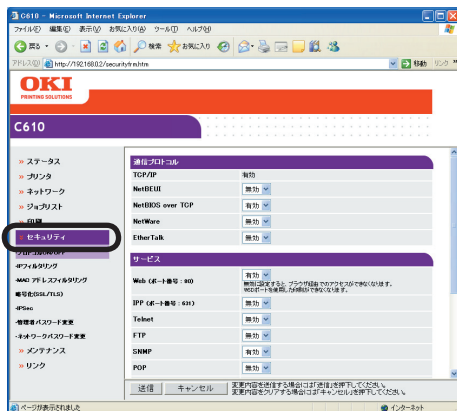 C610 - Microsoft Internet Explorer
ファイル(F) 編集(E) 表示(V) お気に入り(A) ツール(T) ヘルプ(H)
戻る 検索 お気に入り
アドレス(D) http://192.168.0.2/securityfrm.htm 移動 リンク »
OKI
PRINTING SOLUTIONS
C610
» ステータス
» プリンタ
» ネットワーク
» ジョブリスト
» 印刷
» セキュリティ
プロトコルON/OFF
-IPフィルタリング
-MAC アドレスフィルタリング
-暗号化(SSL/TLS)
-IPSec
-管理者パスワード変更
-ネットワークパスワード変更
» メンテナンス
» リンク
通信プロトコル
TCP/IP 有効
NetBEUI 無効
NetBIOS over TCP 有効
NetWare 無効
EtherTalk 無効
サービス
Web (ポート番号 : 80) 有効
無効に設定すると、ブラウザ経由でのアクセスができなくなります。
IPP (ポート番号 : 631) 無効
Telnet 無効
FTP 無効
SNMP 有効
POP 無効
送信 キャンセル
変更内容を送信する場合には「送信」を押下してください。
変更内容をクリアする場合には「キャンセル」を押下してください。
ページが表示されました インターネット